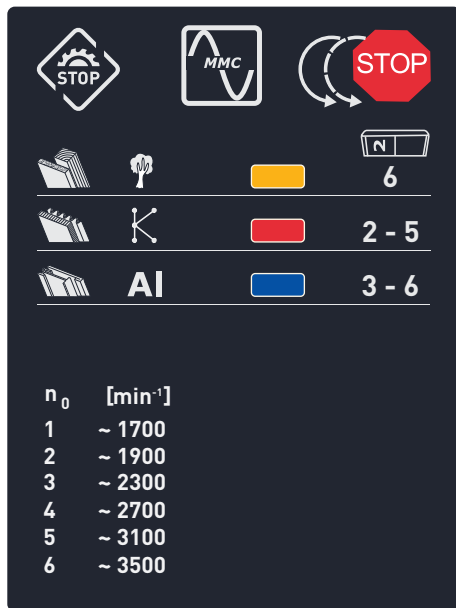 STOP
MMC
STOP
2
6
2 - 5
Al 3 - 6
n0 [min-1]
1 ~ 1700
2 ~ 1900
3 ~ 2300
4 ~ 2700
5 ~ 3100
6 ~ 3500